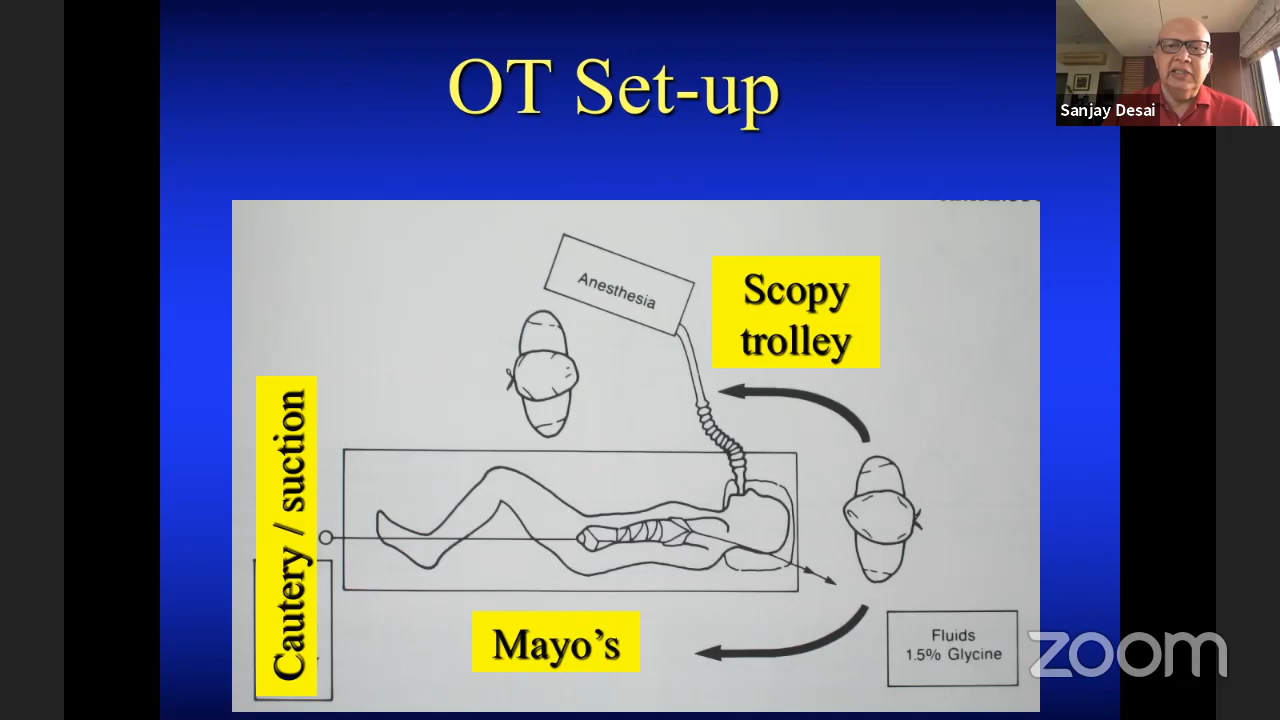 OT Set-up
Sanjay Desai
Anesthesia
Scopy
trolley
Cautery / suction
Mayo's
Fluids
1.5% Glycine
zoom